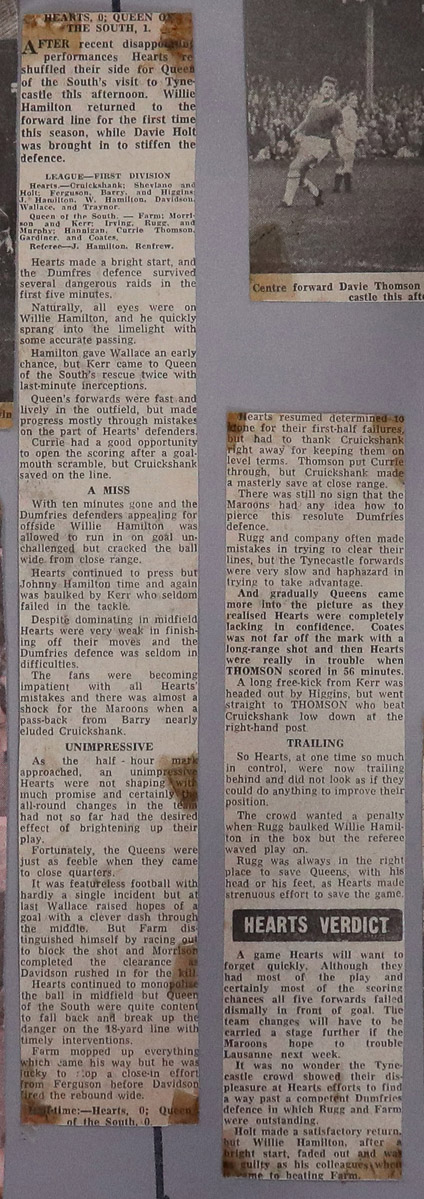 HEARTS, 0; QUEEN OF
THE SOUTH, 1.
AFTER recent disappointing
performances Hearts re-
shuffled their side for Queen
of the South's visit to Tyne-
castle this afternoon. Willie
Hamilton returned to the
forward line for the first time
this season, while Davie Holt
was brought in to stiffen the
defence.
LEAGUE—FIRST DIVISION
Hearts.—Cruickshank; Shevlane and
Holt; Ferguson, Barry, and Higgins;
J. Hamilton, W. Hamilton, Davidson,
Wallace, and Traynor.
Queen of the South. — Farm; Morri-
son and Kerr; Irving, Rugg, and
Murphy; Hannigan, Currie Thomson,
Gardiner, and Coates.
Referee—J. Hamilton, Renfrew.
Hearts made a bright start, and
the Dumfres defence survived
several dangerous raids in the
first five minutes.
Naturally, all eyes were on
Willie Hamilton, and he quickly
sprang into the limelight with
some accurate passing.
Hamilton gave Wallace an early
chance, but Kerr came to Queen
of the South's rescue twice with
last-minute inerceptions.
Queen's forwards were fast and
lively in the outfield, but made
progress mostly through mistakes
on the part of Hearts' defenders.
Currie had a good opportunity
to open the scoring after a goal-
mouth scramble, but Cruickshank
saved on the line.
A MISS
With ten minutes gone and the
Dumfries defenders appealing for
offside Willie Hamilton was
allowed to run in on goal un-
challenged but cracked the ball
wide from close range.
Hearts continued to press but
Johnny Hamilton time and again
was baulked by Kerr who seldom
failed in the tackle.
Despite dominating in midfield
Hearts were very weak in finish-
ing off their moves and the
Dumfries defence was seldom in
difficulties.
The fans were becoming
impatient with all Hearts'
mistakes and there was almost a
shock for the Maroons when a
pass-back from Barry nearly
eluded Cruickshank.
UNIMPRESSIVE
As the half-hour mark
approached, an unimpressive
Hearts were not shaping with
much promise and certainly the
all-round changes in the team
had not so far had the desired
effect of brightening up their
play.
Fortunately, the Queens were
just as feeble when they came
to close quarters.
It was featureless football with
hardly a single incident but at
last Wallace raised hopes of a
goal with a clever dash through
the middle. But Farm dis-
tinguished himself by racing out
to block the shot and Morrison
completed the clearance as
Davidson rushed in for the kill.
Hearts continued to monopolise
the ball in midfield but Queen
of the South were quite content
to fall back and break up the
danger on the 18-yard line with
timely interventions.
Farm mopped up everything
which came his way but he was
lucky to stop a close-in effort
from Ferguson before Davidson
fired the rebound wide.
Half-time:—Hearts, 0; Queen
of the South, 0.
Centre forward Davie Thomson
castle this
Hearts resumed determined to
atone for their first-half failures,
but had to thank Cruickshank
right away for keeping them on
level terms. Thomson put Currie
through, but Cruickshank made
a masterly save at close range.
There was still no sign that the
Maroons had any idea how to
pierce this resolute Dumfries
defence.
Rugg and company often made
mistakes in trying to clear their
lines, but the Tynecastle forwards
were very slow and haphazard in
trying to take advantage.
And gradually Queens came
more into the picture as they
realised Hearts were completely
lacking in confidence. Coates
was not far off the mark with a
long-range shot and then Hearts
were really in trouble when
THOMSON scored in 56 minutes.
A long free-kick from Kerr was
headed out by Higgins, but went
straight to THOMSON who beat
Cruickshank low down at the
right-hand post
TRAILING
So Hearts, at one time so much
in control, were now trailing
behind and did not look as if they
could do anything to improve their
position.
The crowd wanted a penalty
when Rugg baulked Willie Hamil-
ton in the box but the referee
waved play on.
Rugg was always in the right
place to save Queens, with his
head or his feet, as Hearts made
strenuous effort to save the game.
HEARTS VERDICT
A game Hearts will want to
forget quickly. Although they
had most of the play and
certainly most of the scoring
chances all five forwards failed
dismally in front of goal. The
team changes will have to be
carried a stage further if the
Maroons hope to trouble
Lausanne next week.
It was no wonder the Tyne-
castle crowd showed their dis-
pleasure at Hearts efforts to find
a way past a competent Dumfries
defence in which Rugg and Farm
were outstanding.
Holt made a satisfactory return,
but Willie Hamilton, after a
bright start, faded out and was
as guilty as his colleagues when
it came to beating Farm.